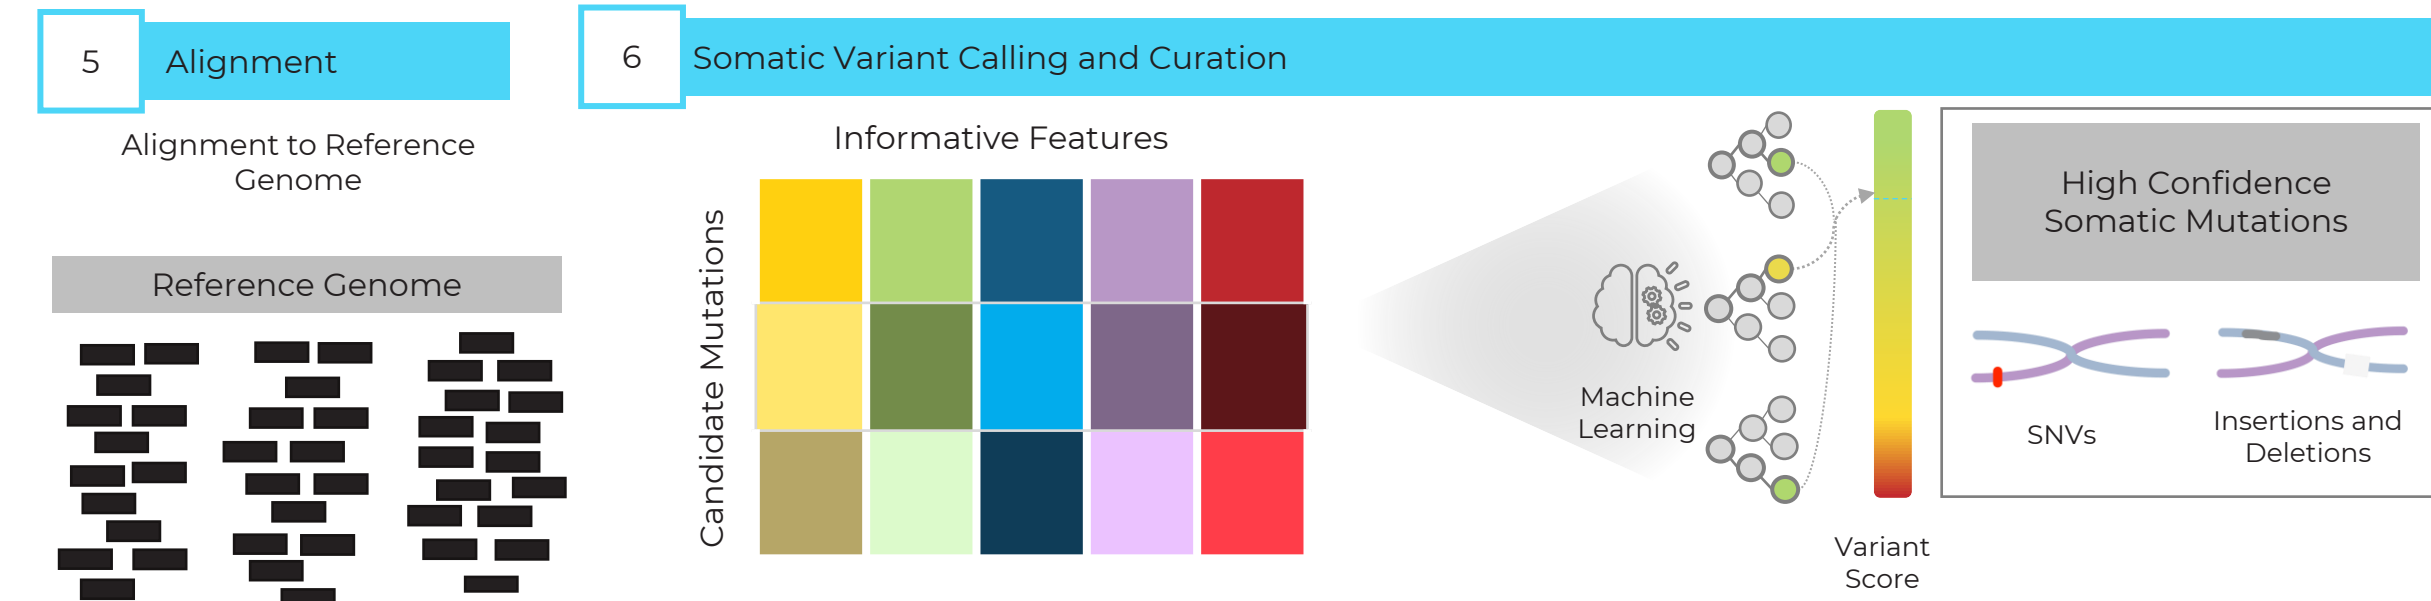 5
Alignment
Alignment to Reference
Genome
Reference Genome
6
Somatic Variant Calling and Curation
Informative Features
Candidate Mutations
Machine
Learning
Variant
Score
High Confidence
Somatic Mutations
SNVs
Insertions and
Deletions